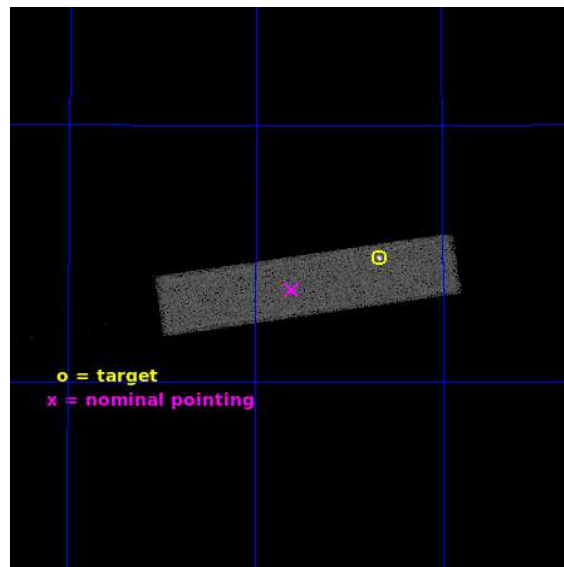 o = target
x = nominal pointing